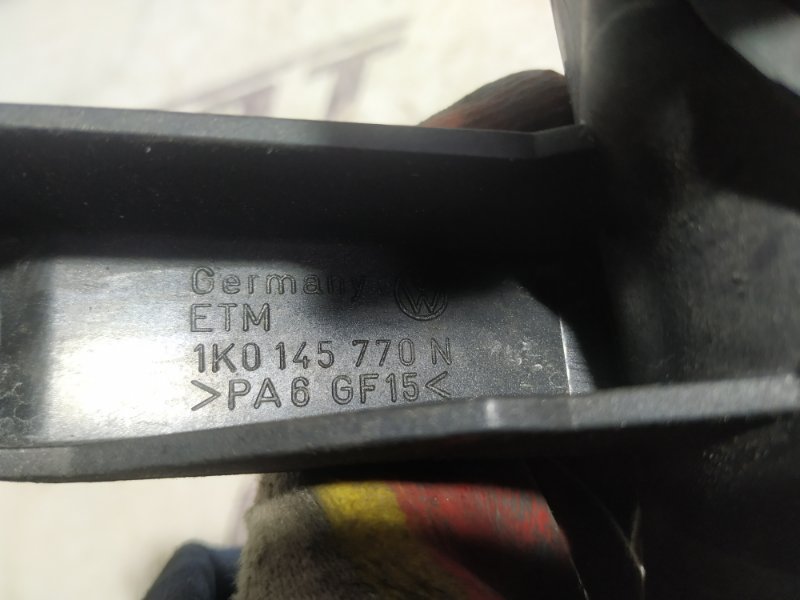 Germany
ETM
1K0 145 770 N
>PA6 GF15<